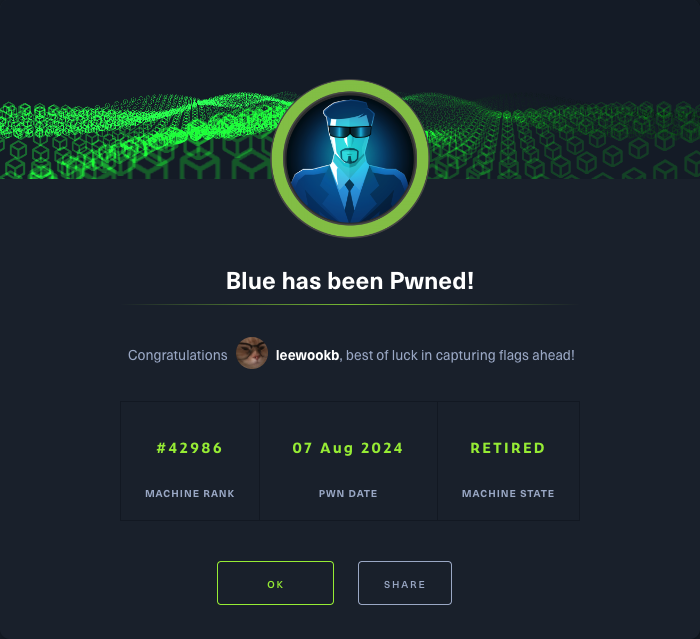 Blue has been Pwned!
Congratulations leewookb, best of luck in capturing flags ahead!
#42986 07 Aug 2024 RETIRED
MACHINE RANK PWN DATE MACHINE STATE
OK SHARE